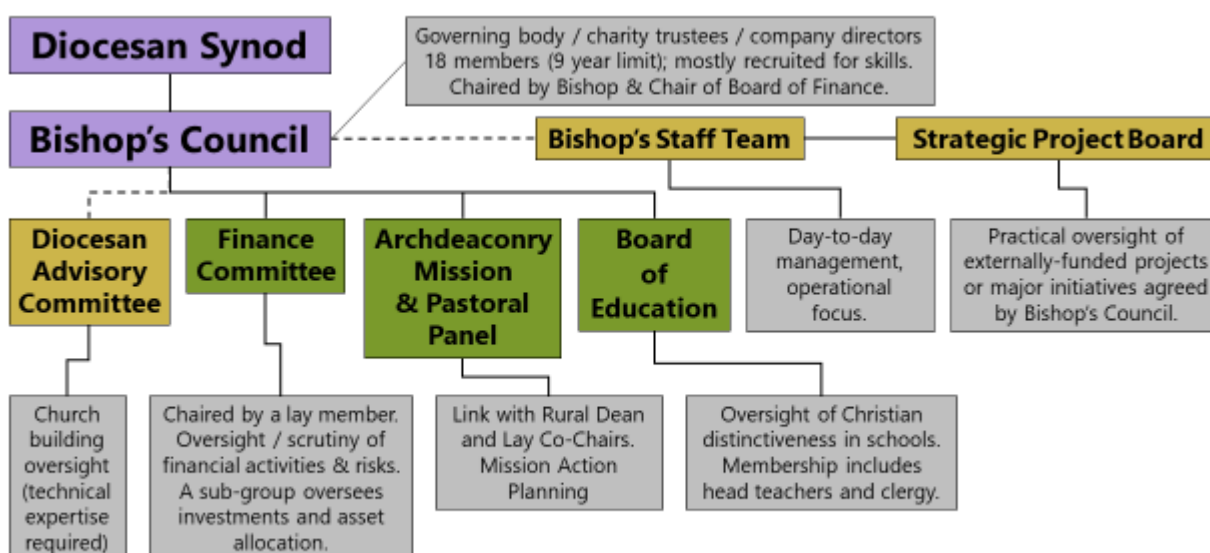 Diocesan Synod
Governing body / charity trustees / company directors
18 members (9 year limit); mostly recruited for skills.
Chaired by Bishop & Chair of Board of Finance.
Bishop's Council
Bishop's Staff Team
Strategic Project Board
Diocesan
Advisory
Committee
Finance
Committee
Archdeaconry
Mission
& Pastoral
Panel
Board
of
Education
Day-to-day
management,
operational
focus.
Practical oversight of
externally-funded projects
or major initiatives agreed
by Bishop's Council.
Church
building
oversight
(technical
expertise
required)
Chaired by a lay member.
Oversight / scrutiny of
financial activities & risks.
A sub-group oversees
investments and asset
allocation.
Link with Rural Dean
and Lay Co-Chairs.
Mission Action
Planning
Oversight of Christian
distinctiveness in schools.
Membership includes
head teachers and clergy.